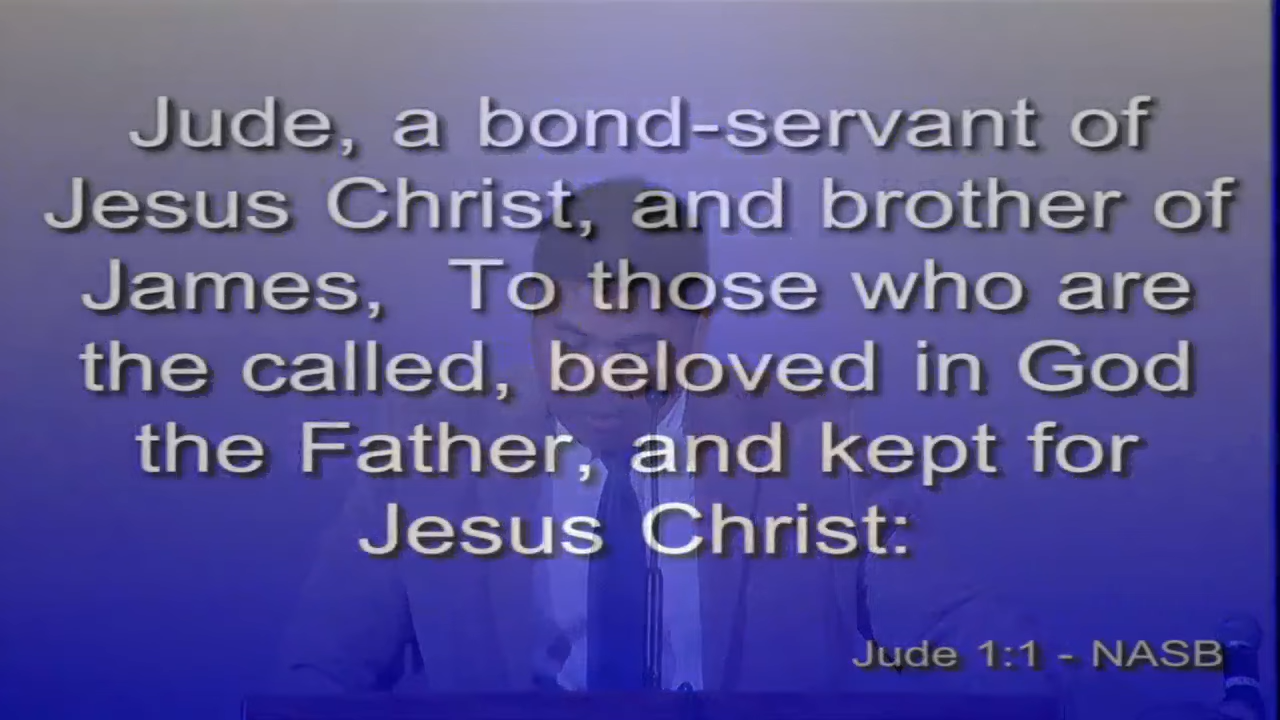 Jude, a bond-servant of
Jesus Christ, and brother of
James,  To those who are
the called, beloved in God
the Father, and kept for
Jesus Christ:
Jude 1:1 - NASB